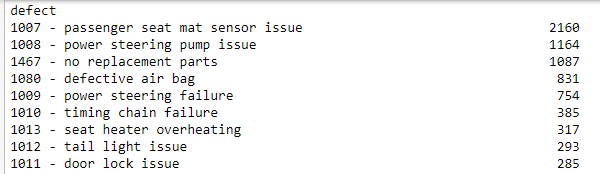 defect
1007 - passenger seat mat sensor issue 2160
1008 - power steering pump issue 1164
1467 - no replacement parts 1087
1080 - defective air bag 831
1009 - power steering failure 754
1010 - timing chain failure 385
1013 - seat heater overheating 317
1012 - tail light issue 293
1011 - door lock issue 285